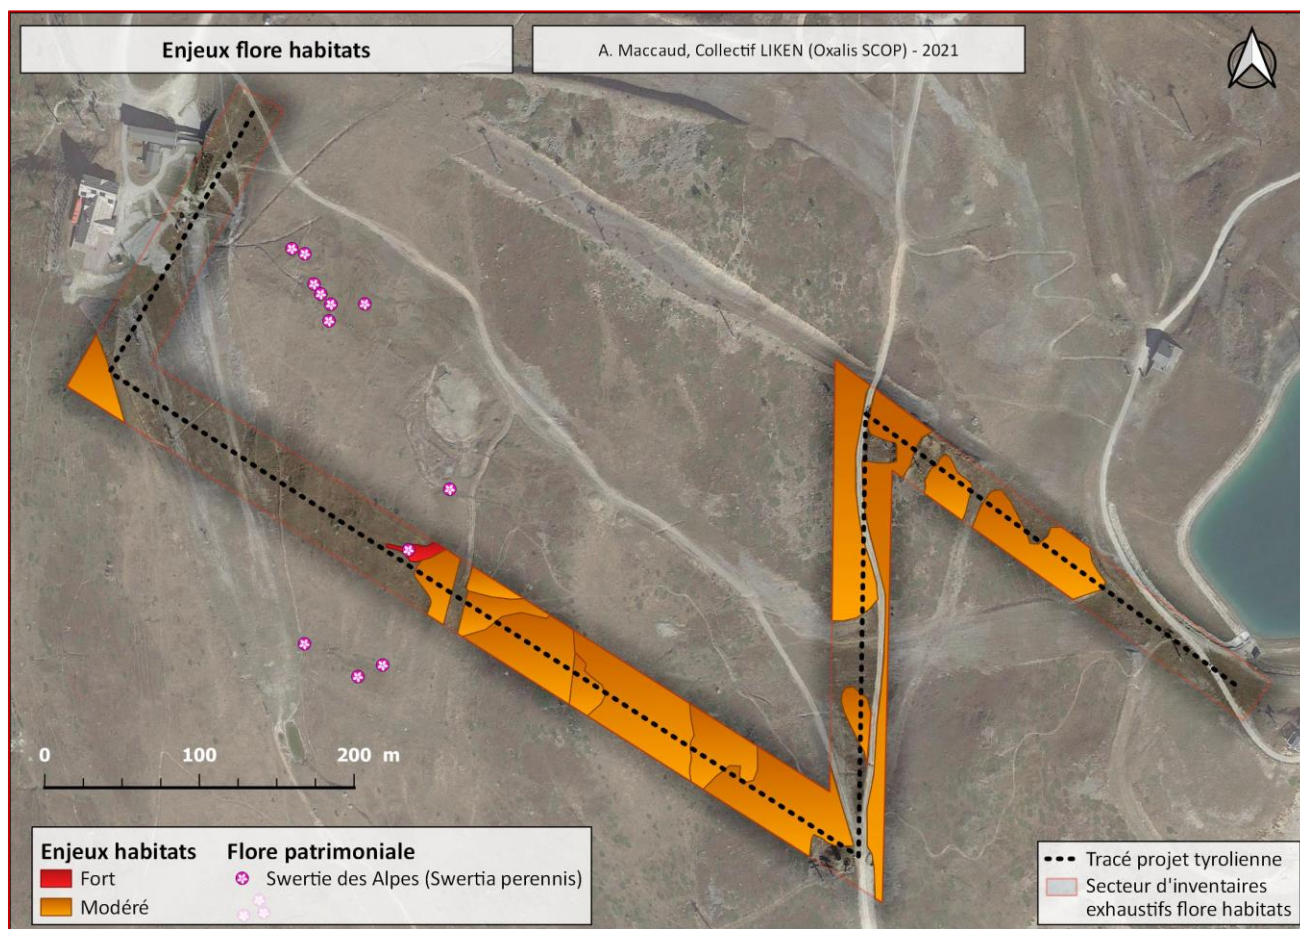 Enjeux flore habitats
A. Maccaud, Collectif LIKEN (Oxalis SCOP) - 2021
0 100 200 m
Enjeux habitats
Fort
Modéré
Flore patrimoniale
Swertie des Alpes (Swertia perennis)
Tracé projet tyrolienne
Secteur d'inventaires
exhaustifs flore habitats